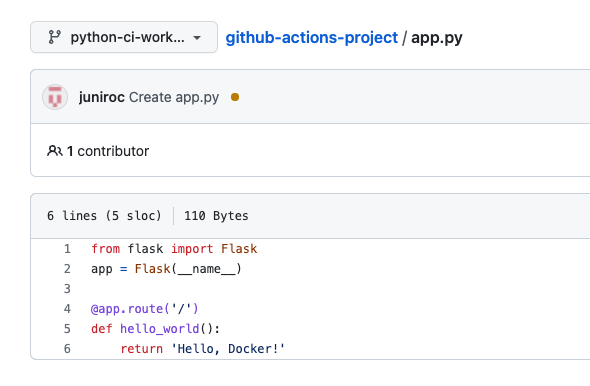 python-ci-work... github-actions-project / app.py
juniroc Create app.py
1 contributor
6 lines (5 sloc) 110 Bytes
1 from flask import Flask
2 app = Flask(__name__)
3
4 @app.route('/')
5 def hello_world():
6     return 'Hello, Docker!'